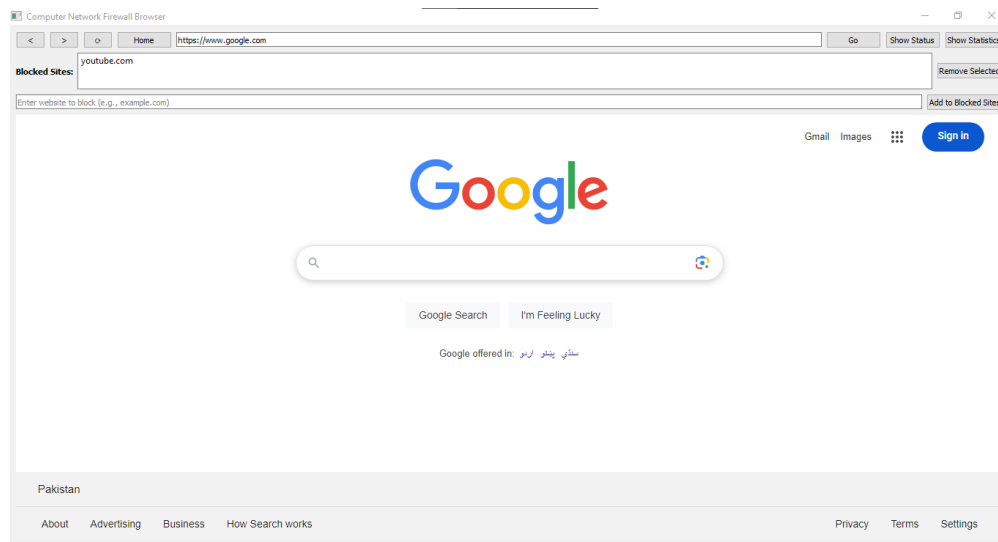 Computer Network Firewall Browser
< > Home https://www.google.com Go Show Status Show Statistics
youtube.com
Blocked Sites: Remove Selected
Enter website to block (e.g., example.com) Add to Blocked Sites
Gmail Images Sign in
Google
Google Search I'm Feeling Lucky
Google offered in: اردو پښتو سنڌي
Pakistan
About Advertising Business How Search works Privacy Terms Settings